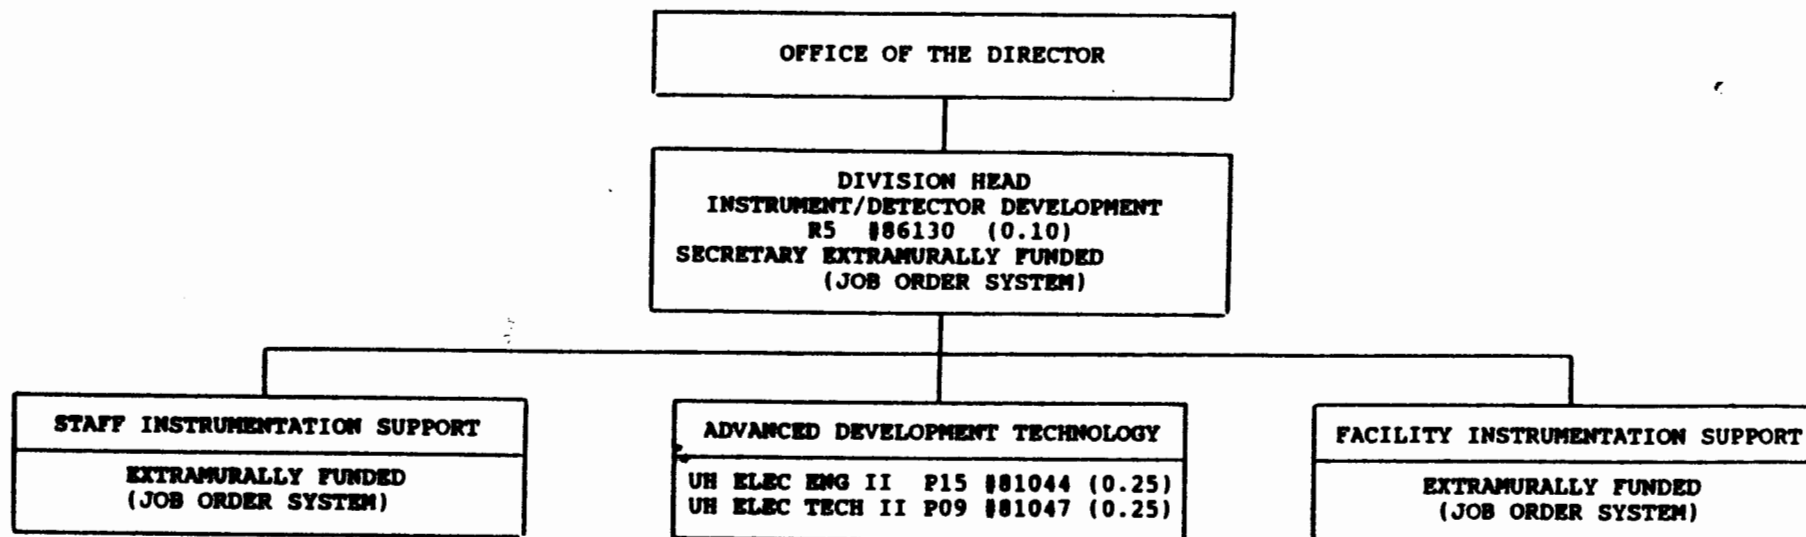 OFFICE OF THE DIRECTOR
DIVISION HEAD
INSTRUMENT/DETECTOR DEVELOPMENT
R5 #86130 (0.10)
SECRETARY EXTRAMURALLY FUNDED
(JOB ORDER SYSTEM)
STAFF INSTRUMENTATION SUPPORT
EXTRAMURALLY FUNDED
(JOB ORDER SYSTEM)
ADVANCED DEVELOPMENT TECHNOLOGY
UH ELEC ENG II P15 #81044 (0.25)
UH ELEC TECH II P09 #81047 (0.25)
FACILITY INSTRUMENTATION SUPPORT
EXTRAMURALLY FUNDED
(JOB ORDER SYSTEM)